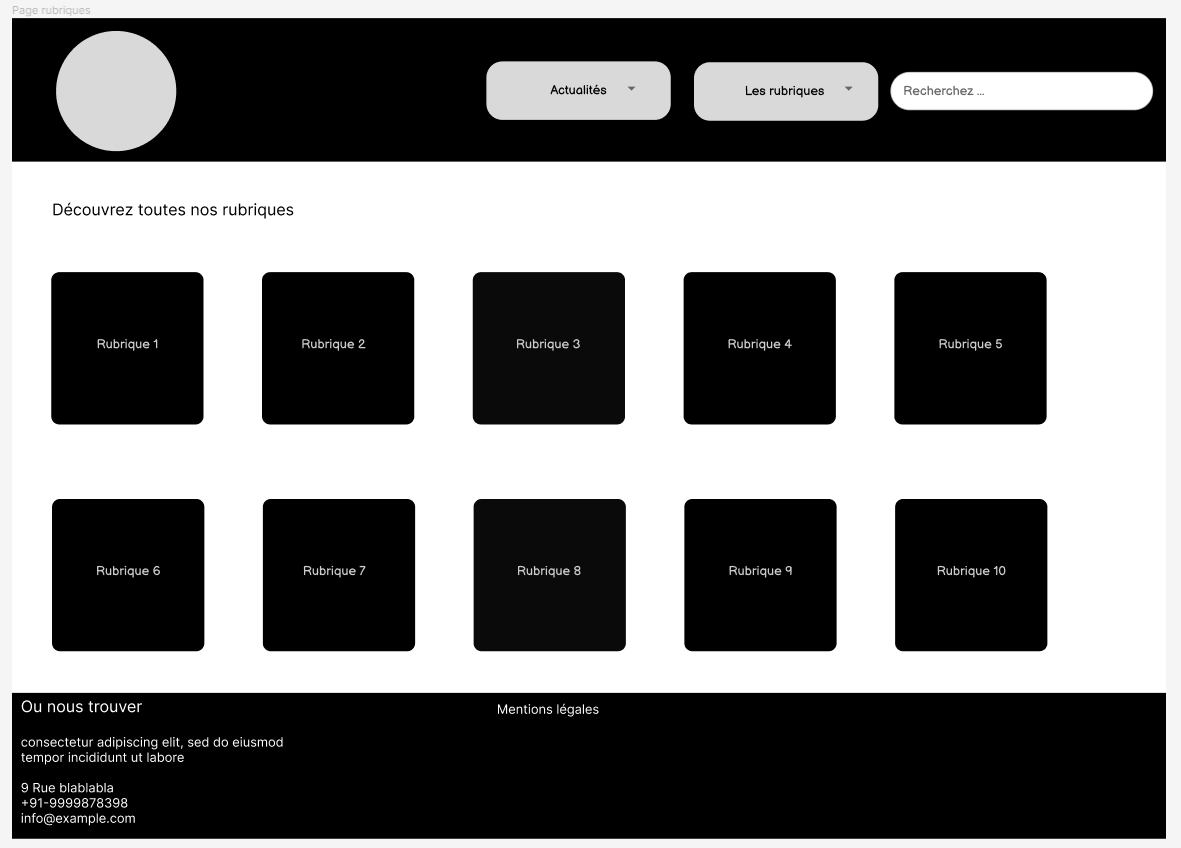 Page rubriques
Actualités
Les rubriques
Recherchez ...
Découvrez toutes nos rubriques
Rubrique 1
Rubrique 2
Rubrique 3
Rubrique 4
Rubrique 5
Rubrique 6
Rubrique 7
Rubrique 8
Rubrique 9
Rubrique 10
Ou nous trouver
consectetur adipiscing elit, sed do eiusmod
tempor incididunt ut labore
9 Rue blablabla
+91-9999878398
info@example.com
Mentions légales